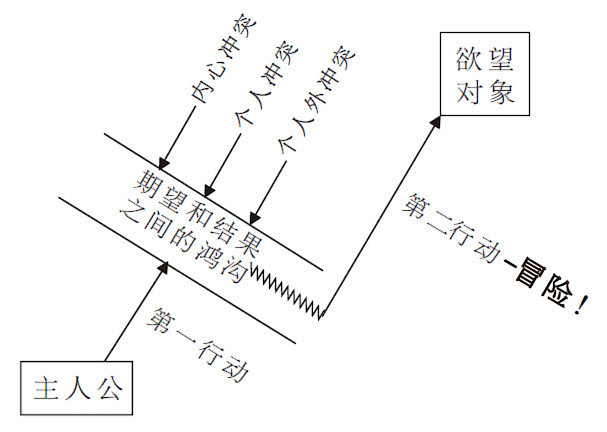 内心冲突
个人冲突
个人外冲突
欲望
对象
期望和结果
之间的鸿沟
第二行动–冒险！
第一行动
主人公